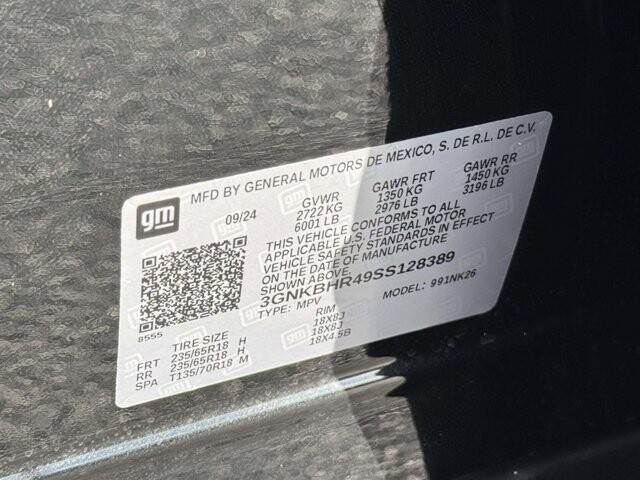 MFD BY GENERAL MOTORS DE MEXICO, S. DE R.L. DE C.V.
gm
09/24
GVWR GAWR FRT GAWR RR
2722 KG 1350 KG 1450 KG
6001 LB 2976 LB 3196 LB
THIS VEHICLE CONFORMS TO ALL
APPLICABLE U.S. FEDERAL MOTOR
VEHICLE SAFETY STANDARDS IN EFFECT
ON THE DATE OF MANUFACTURE
SHOWN ABOVE.
3GNKBHR49SS128389
TYPE: MPV MODEL: 991NK26
8555
TIRE SIZE RIM
FRT 235/65R18 H 18X8J
RR 235/65R18 H 18X8J
SPA T135/70R18 M 18X4.5B